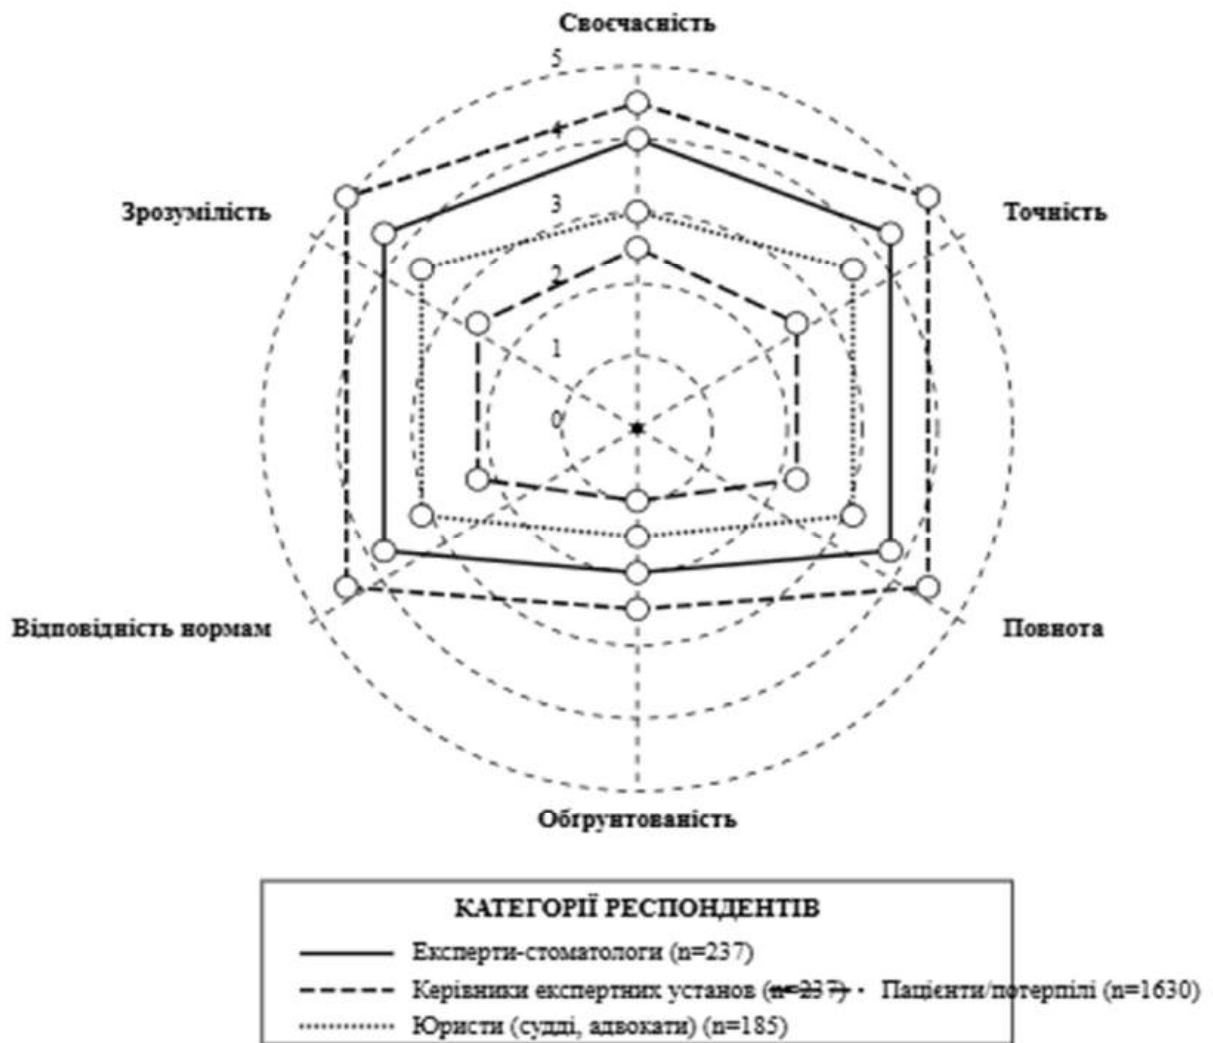 Своєчасність
5
4
3
2
1
0
Зрозумілість
Точність
Відповідність нормам
Повнота
Обґрунтованість
КАТЕГОРІЇ РЕСПОНДЕНТІВ
Експерти-стоматологи (n=237)
Керівники експертних установ (n=237) Пацієнти/потерпілі (n=1630)
Юристи (судді, адвокати) (n=185)